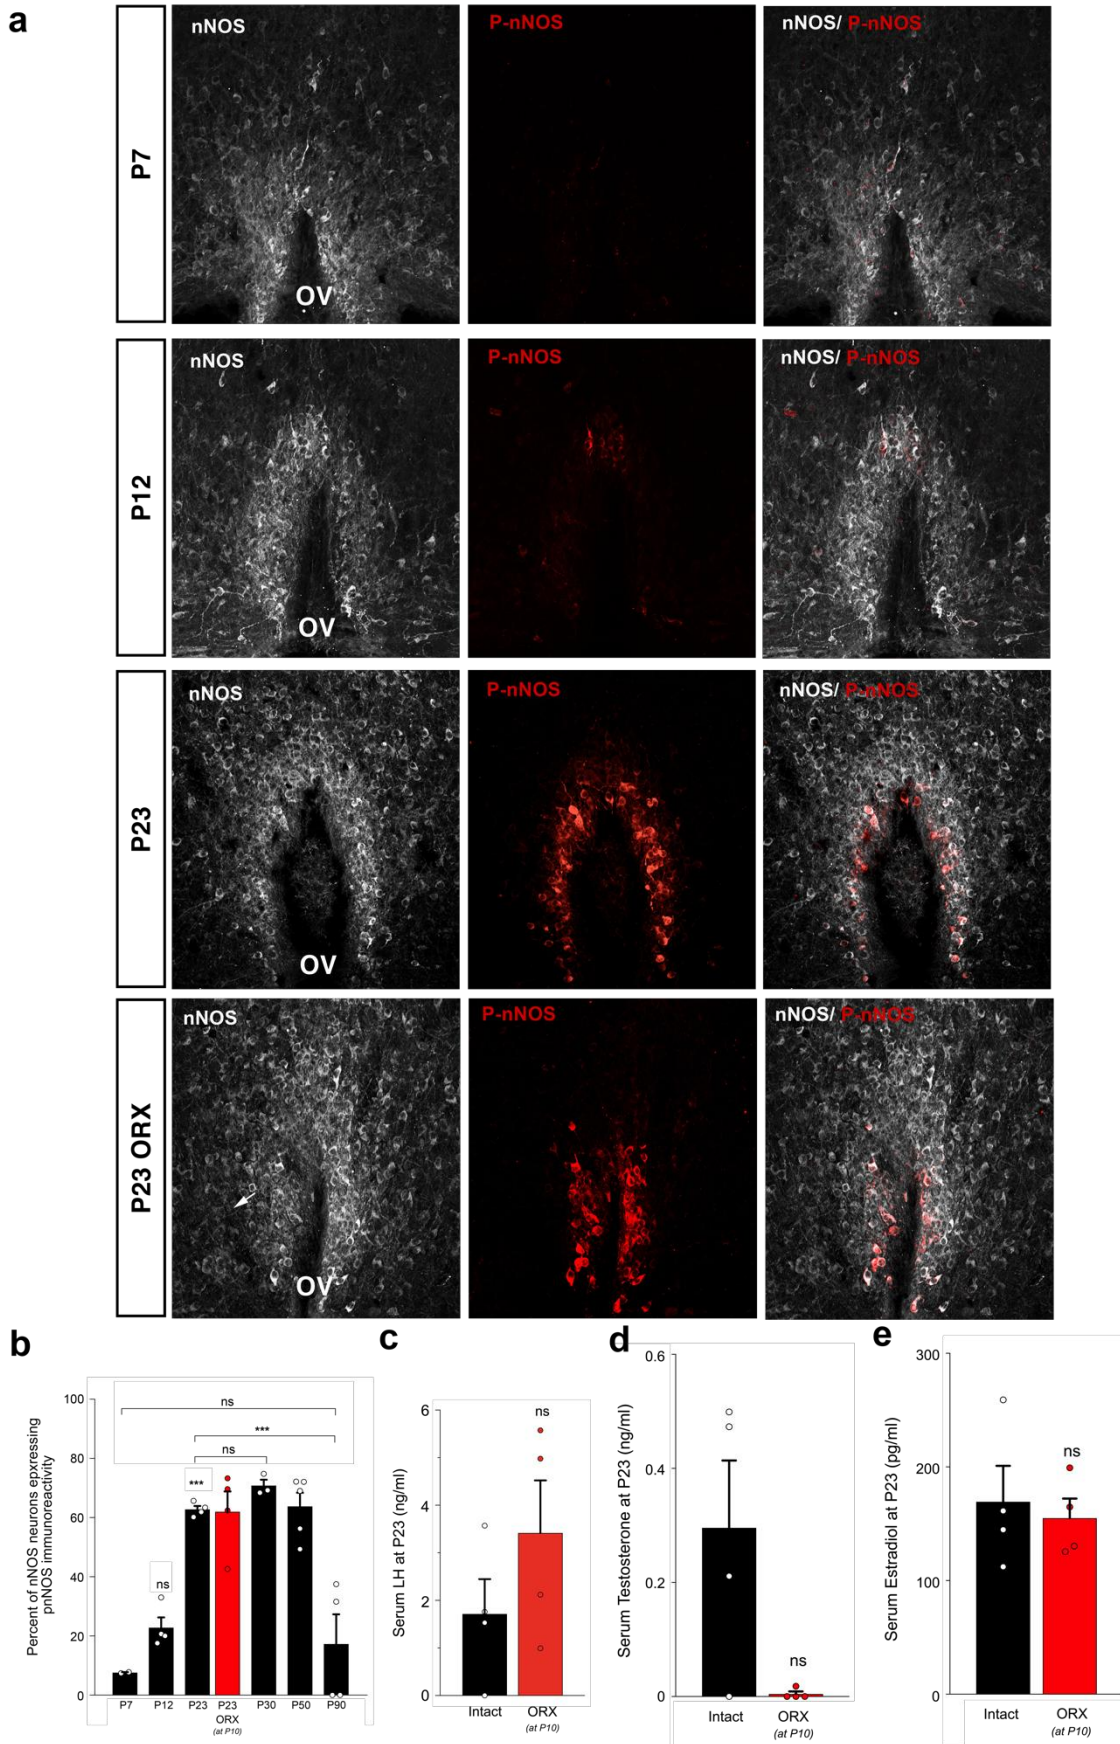 a
nNOS
P-nNOS
nNOS/ P-nNOS
P7
OV
nNOS
P-nNOS
nNOS/ P-nNOS
P12
OV
nNOS
P-nNOS
nNOS/ P-nNOS
P23
OV
nNOS
P-nNOS
nNOS/ P-nNOS
P23 ORX
OV
b
Percent of nNOS neurons epxressing
pnNOS immunoreactivity
100
80
60
40
20
0
ns
***
ns
***
ns
P7
P12
P23
P23
ORX
(at P10)
P30
P50
P90
c
Serum LH at P23 (ng/ml)
6
4
2
0
ns
Intact
ORX
(at P10)
d
Serum Testosterone at P23 (ng/ml)
0.6
0.4
0.2
0
ns
Intact
ORX
(at P10)
e
Serum Estradiol at P23 (pg/ml)
300
200
100
0
ns
Intact
ORX
(at P10)